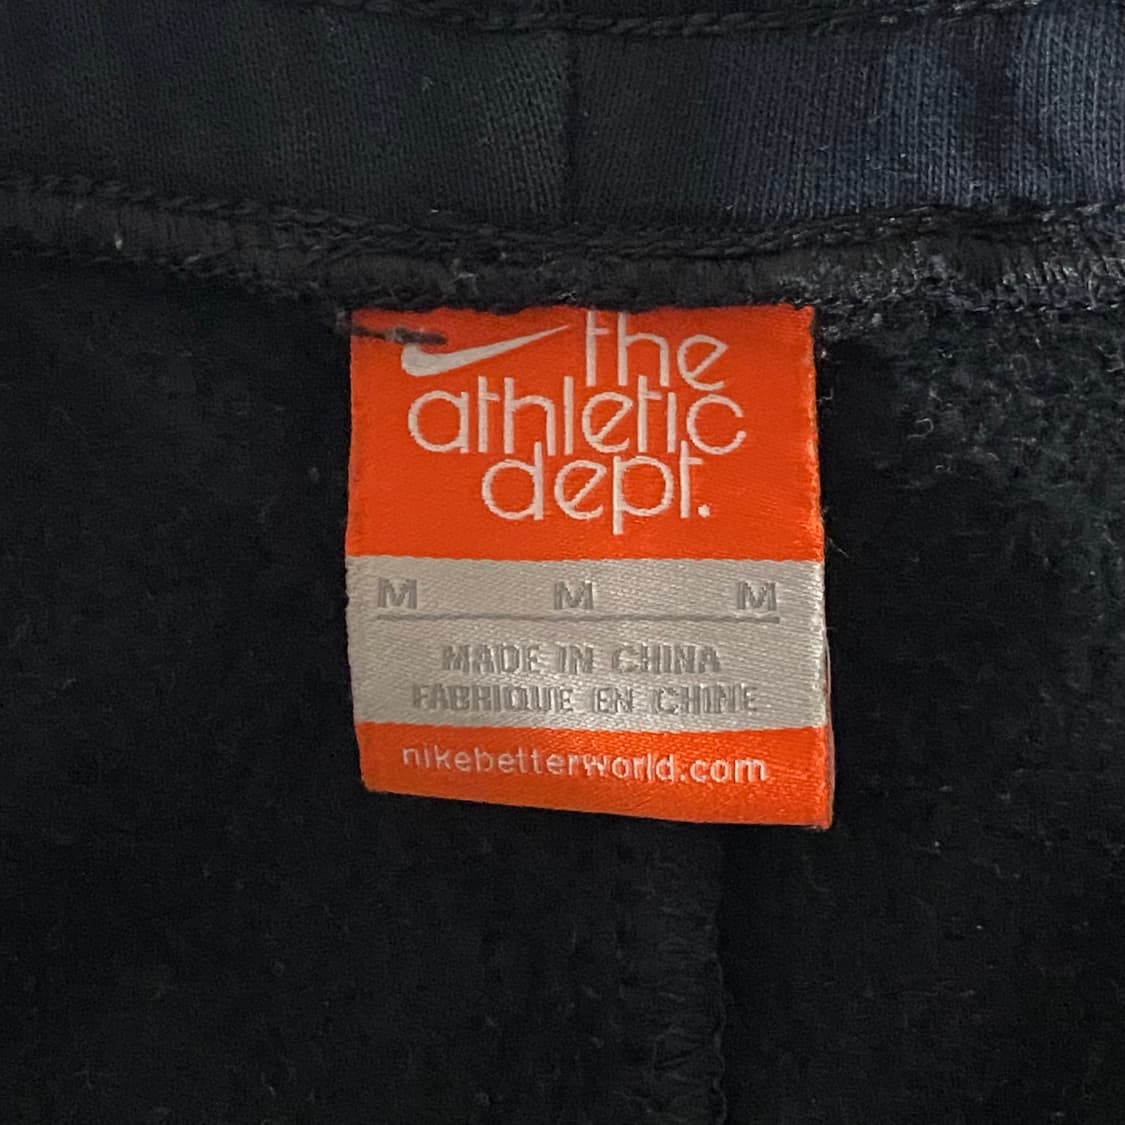 the
athletic
dept.
M M M
MADE IN CHINA
FABRIQUE EN CHINE
nikebetterworld.com